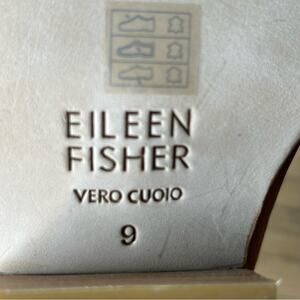 EILEEN
FISHER
VERO CUOIO
9